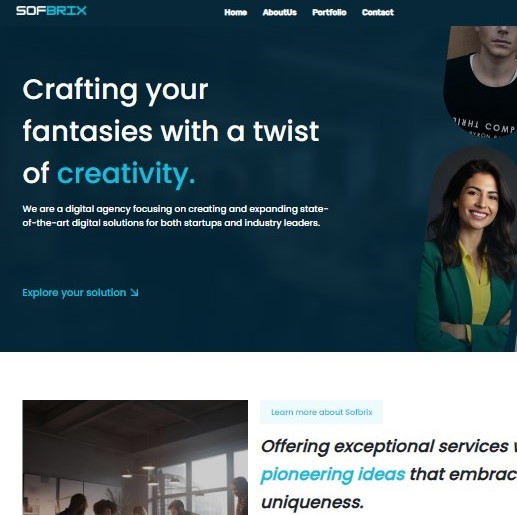 SOFBRIX
Home AboutUs Portfolio Contact
Crafting your
fantasies with a twist
of creativity.
We are a digital agency focusing on creating and expanding state-
of-the-art digital solutions for both startups and industry leaders.
Explore your solution
Learn more about Sofbrix
Offering exceptional services
pioneering ideas that embrac
uniqueness.